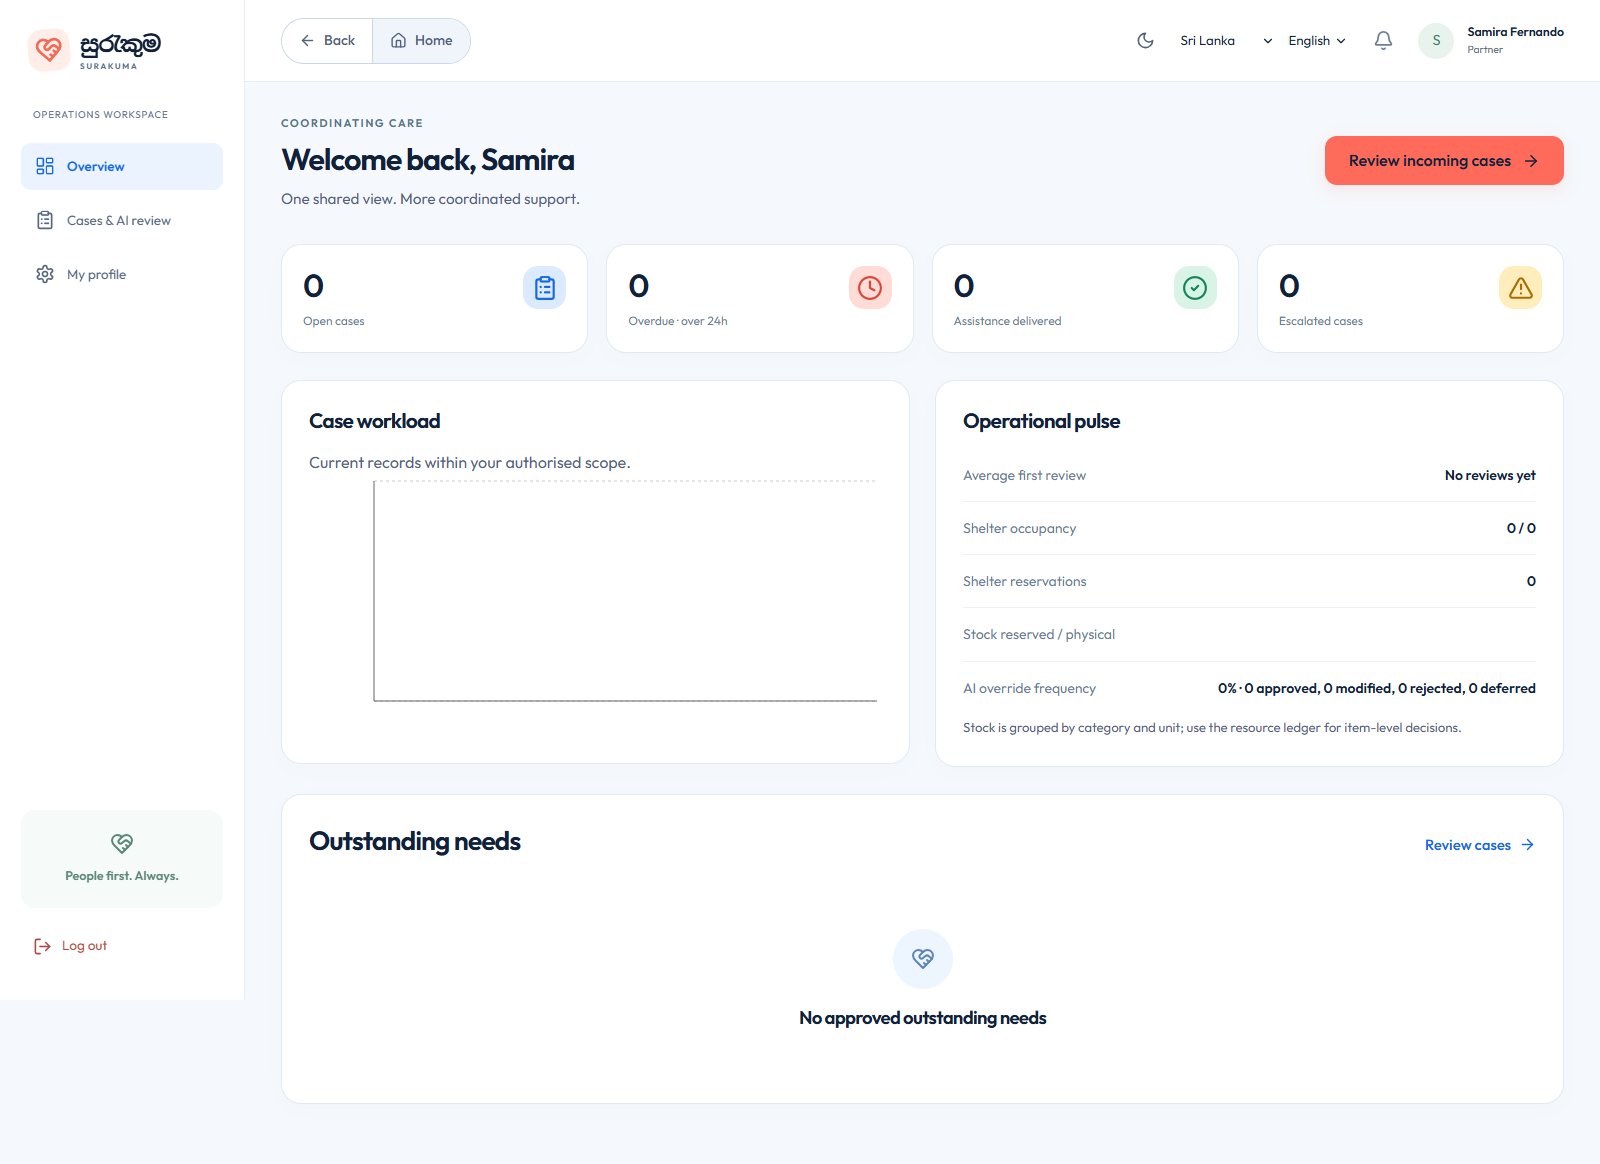 සුරැකුම
SURAKUMA
Back
Home
Sri Lanka
English
S
Samira Fernando
Partner
OPERATIONS WORKSPACE
Overview
Cases & AI review
My profile
COORDINATING CARE
Welcome back, Samira
One shared view. More coordinated support.
Review incoming cases
0
Open cases
0
Overdue · over 24h
0
Assistance delivered
0
Escalated cases
Case workload
Current records within your authorised scope.
Operational pulse
Average first review No reviews yet
Shelter occupancy 0 / 0
Shelter reservations 0
Stock reserved / physical
AI override frequency 0% · 0 approved, 0 modified, 0 rejected, 0 deferred
Stock is grouped by category and unit; use the resource ledger for item-level decisions.
Outstanding needs
Review cases
No approved outstanding needs
People first. Always.
Log out